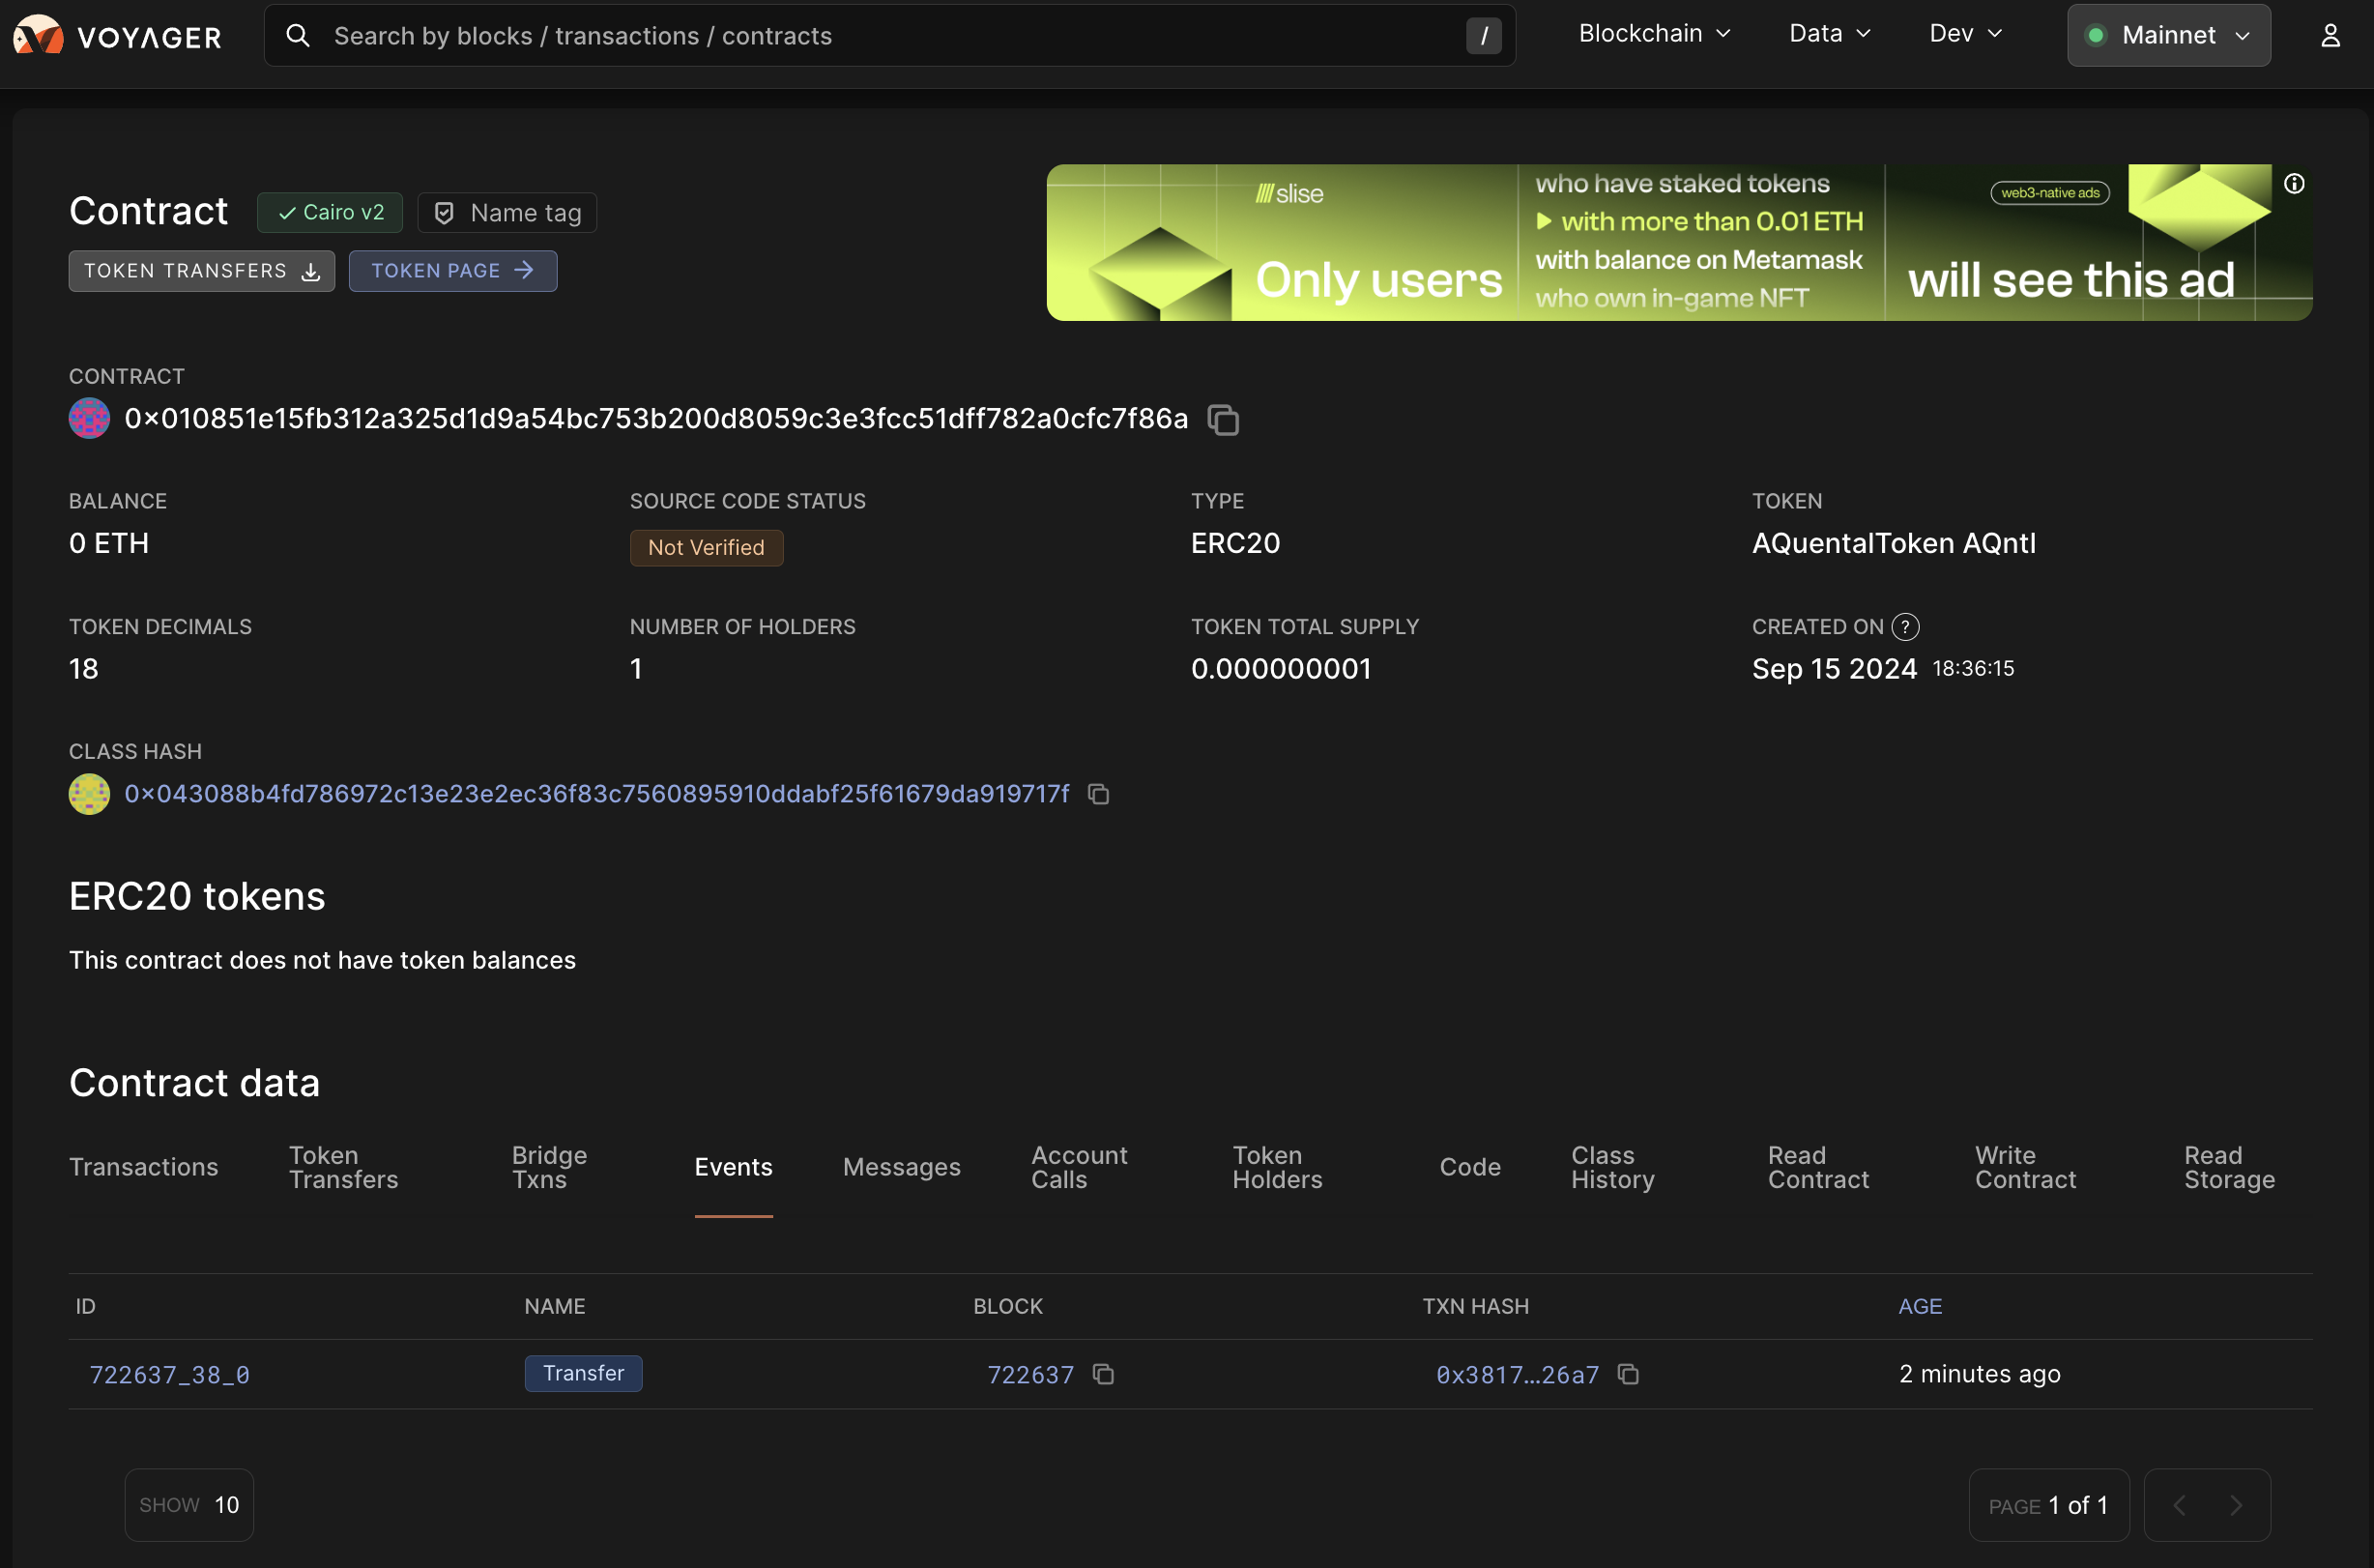 VOYAGER
Search by blocks / transactions / contracts
/
Blockchain
Data
Dev
Mainnet
Contract
Cairo v2
Name tag
TOKEN TRANSFERS
TOKEN PAGE
slise
Only users
who have staked tokens
with more than 0.01 ETH
with balance on Metamask
who own in-game NFT
web3-native ads
will see this ad
CONTRACT
0x010851e15fb312a325d1d9a54bc753b200d8059c3e3fcc51dff782a0cfc7f86a
BALANCE
0 ETH
SOURCE CODE STATUS
Not Verified
TYPE
ERC20
TOKEN
AQuentalToken AQntl
TOKEN DECIMALS
18
NUMBER OF HOLDERS
1
TOKEN TOTAL SUPPLY
0.000000001
CREATED ON ?
Sep 15 2024 18:36:15
CLASS HASH
0x043088b4fd786972c13e23e2ec36f83c7560895910ddabf25f61679da919717f
ERC20 tokens
This contract does not have token balances
Contract data
Transactions
Token
Transfers
Bridge
Txns
Events
Messages
Account
Calls
Token
Holders
Code
Class
History
Read
Contract
Write
Contract
Read
Storage
ID NAME BLOCK TXN HASH AGE
722637_38_0 Transfer 722637 0x3817...26a7 2 minutes ago
SHOW 10
PAGE 1 of 1